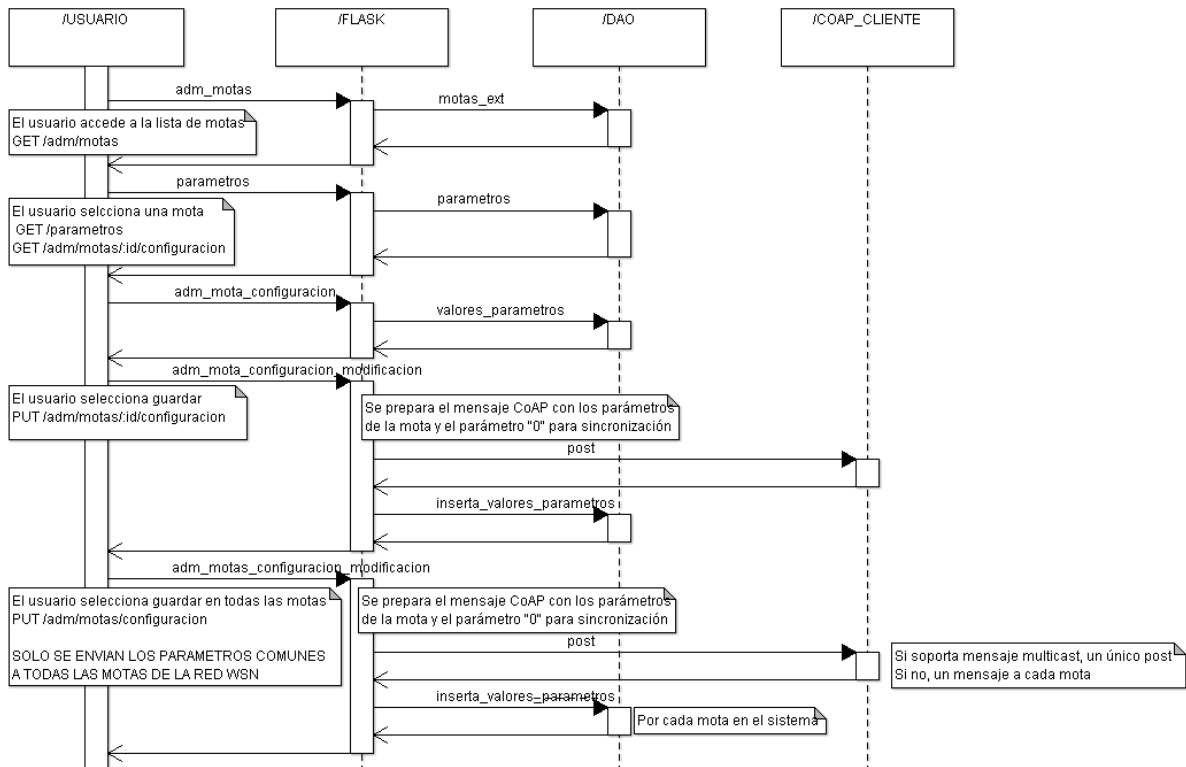 /USUARIO
/FLASK
/DAO
/COAP_CLIENTE
adm_motas
motas_ext
El usuario accede a la lista de motas
GET /adm/motas
parametros
parametros
El usuario selcciona una mota
GET /parametros
GET /adm/motas/:id/configuracion
adm_mota_configuración
valores_parametros
adm_mota_configuracion_modificacion
El usuario selecciona guardar
PUT /adm/motas/:id/configuracion
Se prepara el mensaje CoAP con los parámetros
de la mota y el parámetro "0" para sincronización
post
inserta_valores_parametros
adm_motas_configuracion_modificacion
El usuario selecciona guardar en todas las motas
PUT /adm/motas/configuracion
SOLO SE ENVIAN LOS PARAMETROS COMUNES
A TODAS LAS MOTAS DE LA RED WSN
Se prepara el mensaje CoAP con los parámetros
de la mota y el parámetro "0" para sincronización
post
Si soporta mensaje multicast, un único post
Si no, un mensaje a cada mota
inserta_valores_parametros
Por cada mota en el sistema